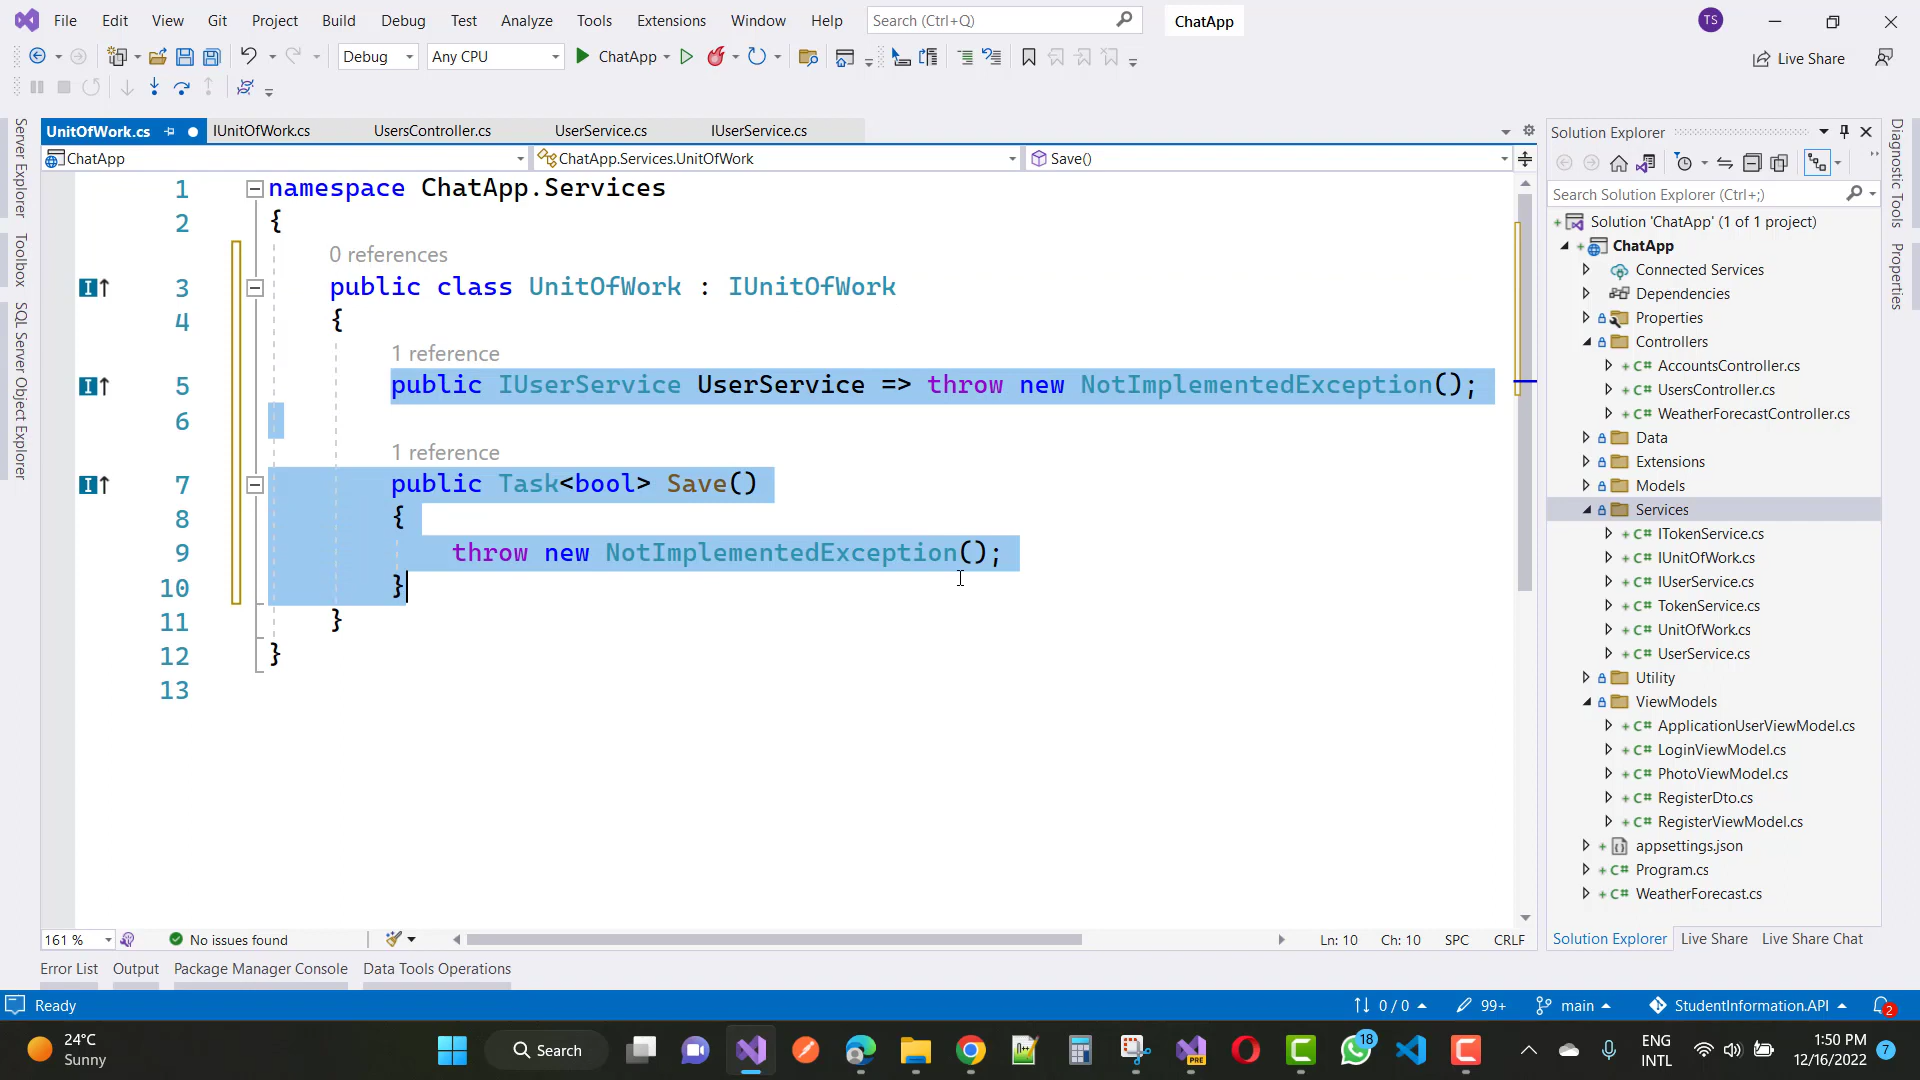 File Edit View Git Project Build Debug Test Analyze Tools Extensions Window Help Search (Ctrl+Q) ChatApp TS
Debug Any CPU ChatApp Live Share
UnitOfWork.cs IUnitOfWork.cs UsersController.cs UserService.cs IUserService.cs
ChatApp ChatApp.Services.UnitOfWork Save()
Server Explorer
Toolbox
SQL Server Object Explorer
1 namespace ChatApp.Services
2 {
0 references
3 public class UnitOfWork : IUnitOfWork
4 {
1 reference
5 public IUserService UserService => throw new NotImplementedException();
6
1 reference
7 public Task<bool> Save()
8 {
9 throw new NotImplementedException();
10 }
11 }
12 }
13
161 % No issues found Ln: 10 Ch: 10 SPC CRLF
Solution Explorer
Search Solution Explorer (Ctrl+;)
Solution 'ChatApp' (1 of 1 project)
ChatApp
Connected Services
Dependencies
Properties
Controllers
C# AccountsController.cs
C# UsersController.cs
C# WeatherForecastController.cs
Data
Extensions
Models
Services
C# ITokenService.cs
C# IUnitOfWork.cs
C# IUserService.cs
C# TokenService.cs
C# UnitOfWork.cs
C# UserService.cs
Utility
ViewModels
C# ApplicationUserViewModel.cs
C# LoginViewModel.cs
C# PhotoViewModel.cs
C# RegisterDto.cs
C# RegisterViewModel.cs
appsettings.json
C# Program.cs
C# WeatherForecast.cs
Solution Explorer Live Share Live Share Chat
Diagnostic Tools
Properties
Error List Output Package Manager Console Data Tools Operations
Ready 0 / 0 99+ main StudentInformation.API 2
24°C
Sunny
Search
PRE
18
ENG
INTL
1:50 PM
12/16/2022
7